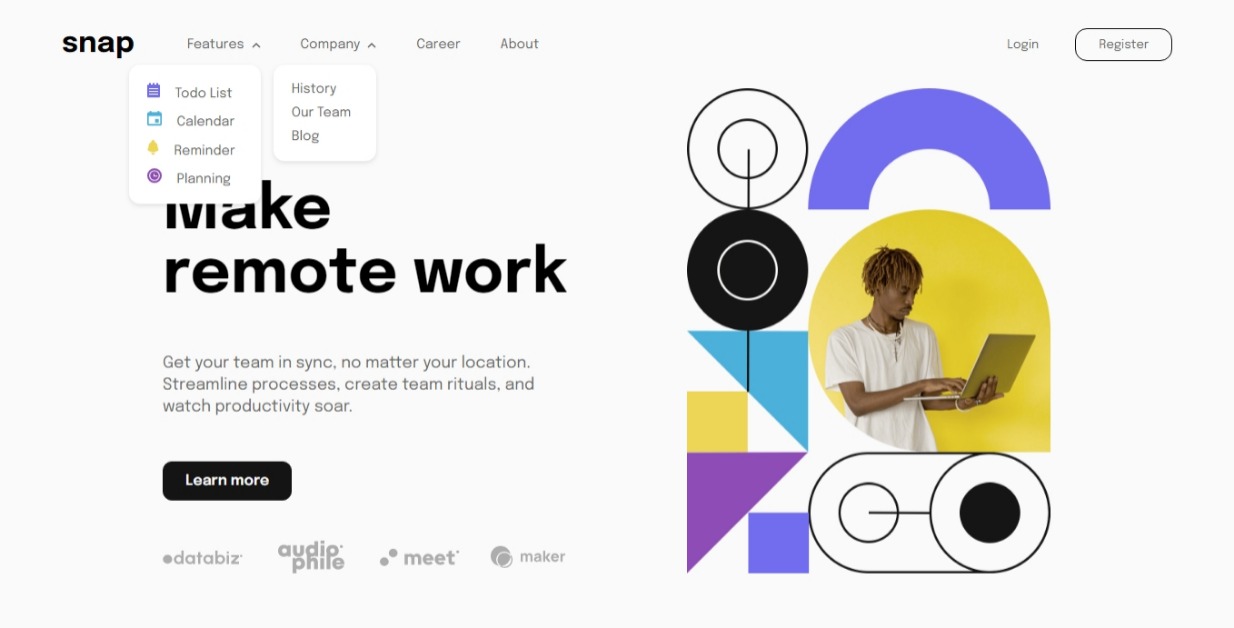 snap
Features
Company
Career
About
Login
Register
Todo List
Calendar
Reminder
Planning
History
Our Team
Blog
Make
remote work
Get your team in sync, no matter your location.
Streamline processes, create team rituals, and
watch productivity soar.
Learn more
databiz
audiophile
meet
maker